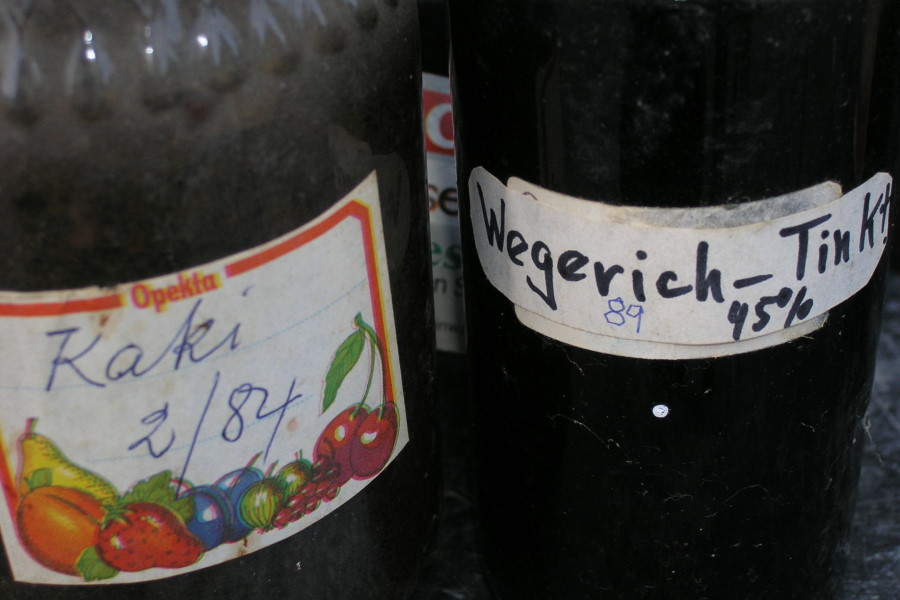 Opekta
Kaki
2/84
Wegerich-Tinkt.
89
45%